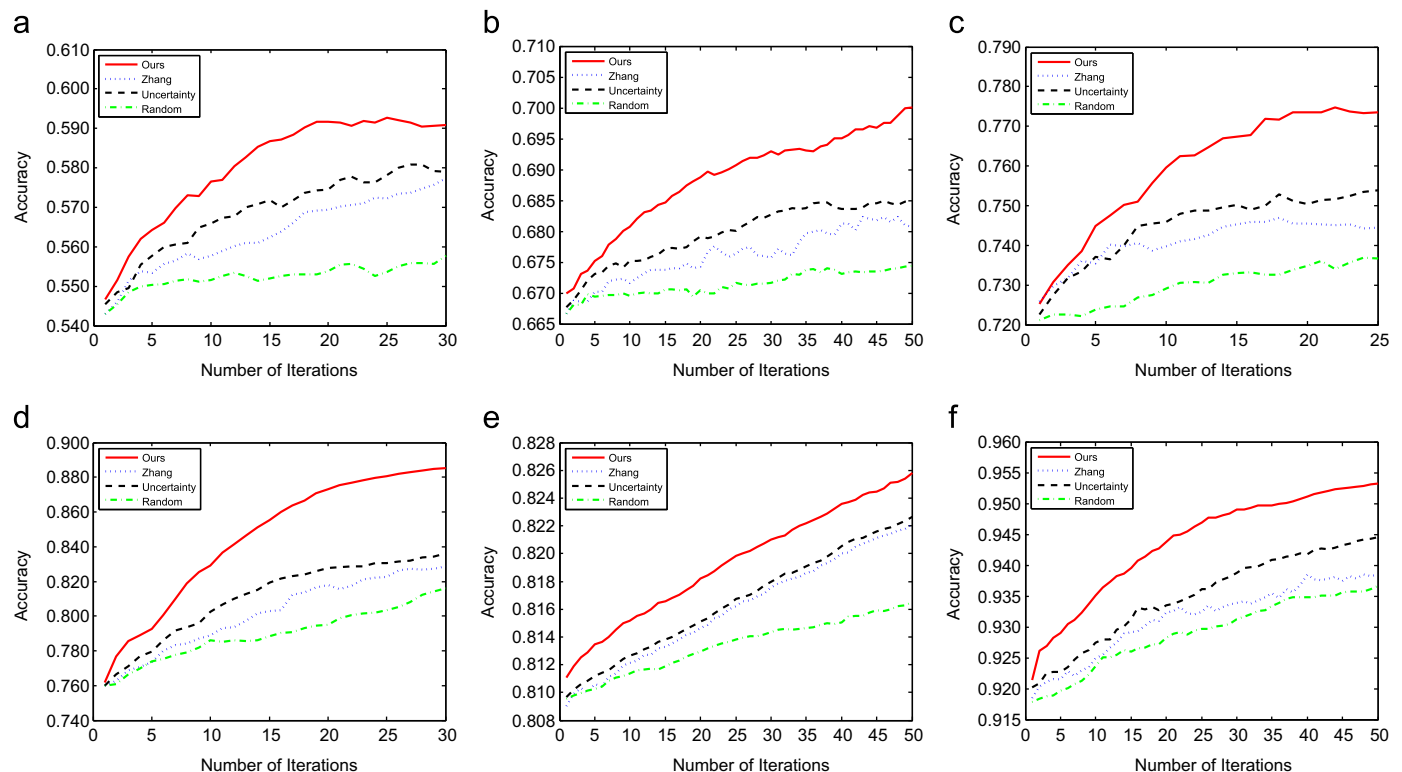 a
0.610
0.600
0.590
0.580
0.570
0.560
0.550
0.540
Accuracy
Ours
Zhang
Uncertainty
Random
0 5 10 15 20 25 30
Number of Iterations
b
0.710
0.705
0.700
0.695
0.690
0.685
0.680
0.675
0.670
0.665
Accuracy
Ours
Zhang
Uncertainty
Random
0 5 10 15 20 25 30 35 40 45 50
Number of Iterations
c
0.790
0.780
0.770
0.760
0.750
0.740
0.730
0.720
Accuracy
Ours
Zhang
Uncertainty
Random
0 5 10 15 20 25
Number of Iterations
d
0.900
0.880
0.860
0.840
0.820
0.800
0.780
0.760
0.740
Accuracy
Ours
Zhang
Uncertainty
Random
0 5 10 15 20 25 30
Number of Iterations
e
0.828
0.826
0.824
0.822
0.820
0.818
0.816
0.814
0.812
0.810
0.808
Accuracy
Ours
Zhang
Uncertainty
Random
0 5 10 15 20 25 30 35 40 45 50
Number of Iterations
f
0.960
0.955
0.950
0.945
0.940
0.935
0.930
0.925
0.920
0.915
Accuracy
Ours
Zhang
Uncertainty
Random
0 5 10 15 20 25 30 35 40 45 50
Number of Iterations